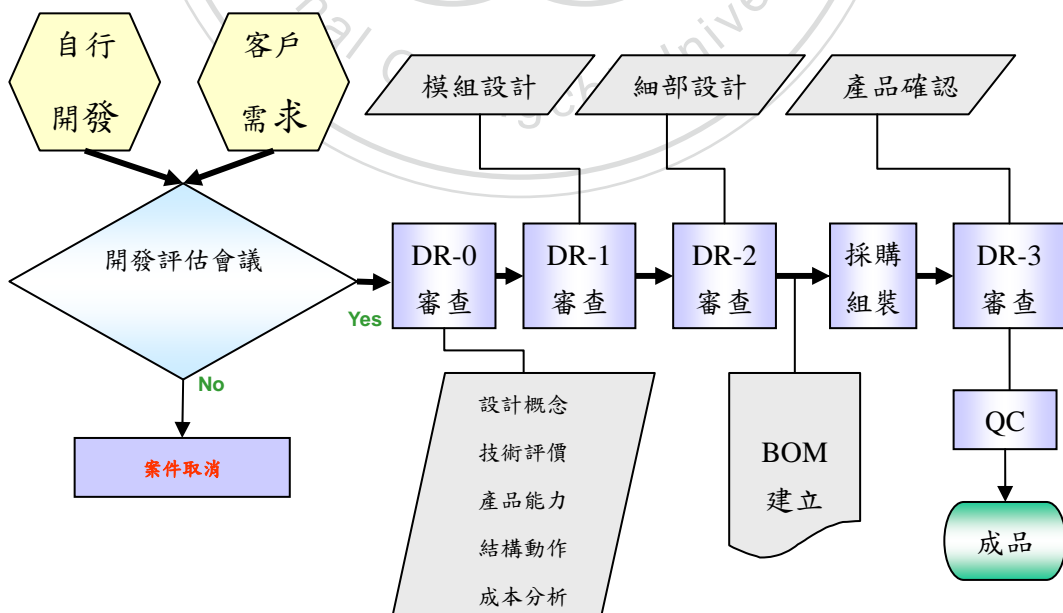 自行
開發
客戶
需求
模組設計
細部設計
產品確認
開發評估會議
Yes
No
案件取消
DR-0
審查
DR-1
審查
DR-2
審查
採購
組裝
DR-3
審查
設計概念
技術評價
產品能力
結構動作
成本分析
BOM
建立
QC
成品